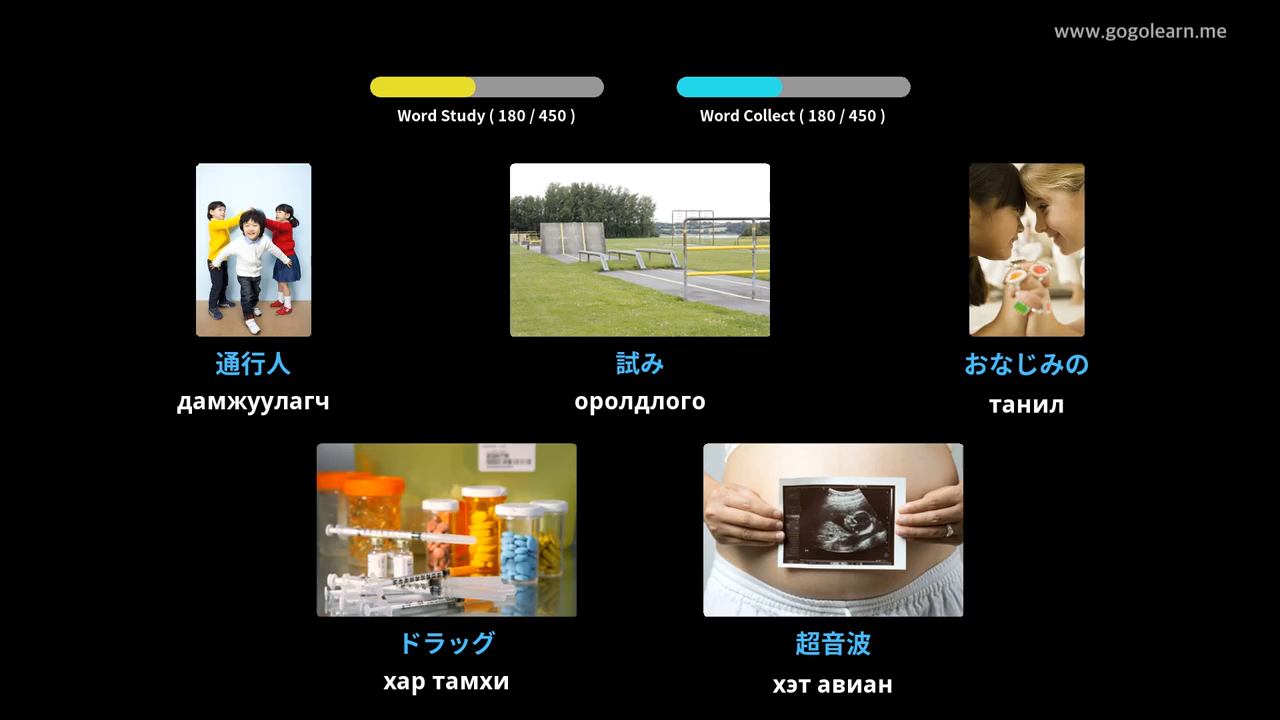 www.gogolearn.me
Word Study ( 180 / 450 )
Word Collect ( 180 / 450 )
通行人
дамжуулагч
試み
оролдлого
おなじみの
танил
ドラッグ
хар тамхи
超音波
хэт авиан